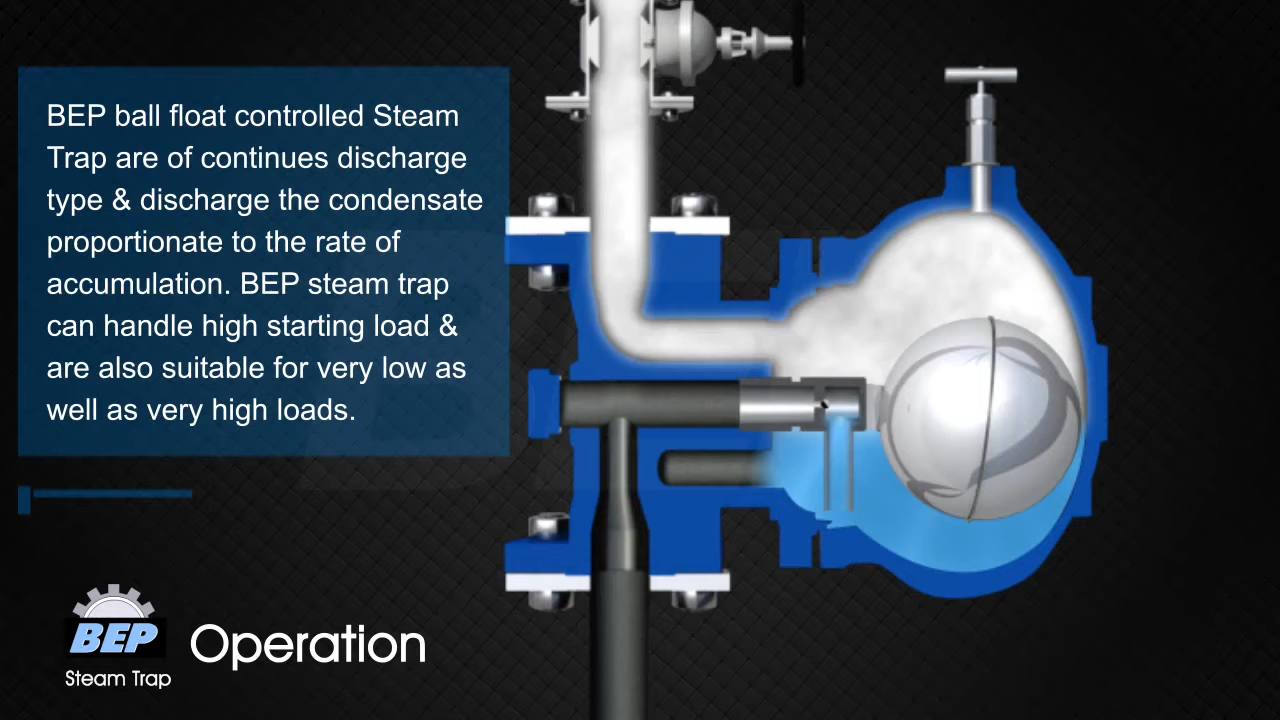 BEP ball float controlled Steam
Trap are of continues discharge
type & discharge the condensate
proportionate to the rate of
accumulation. BEP steam trap
can handle high starting load &
are also suitable for very low as
well as very high loads.
BEP
Steam Trap
Operation